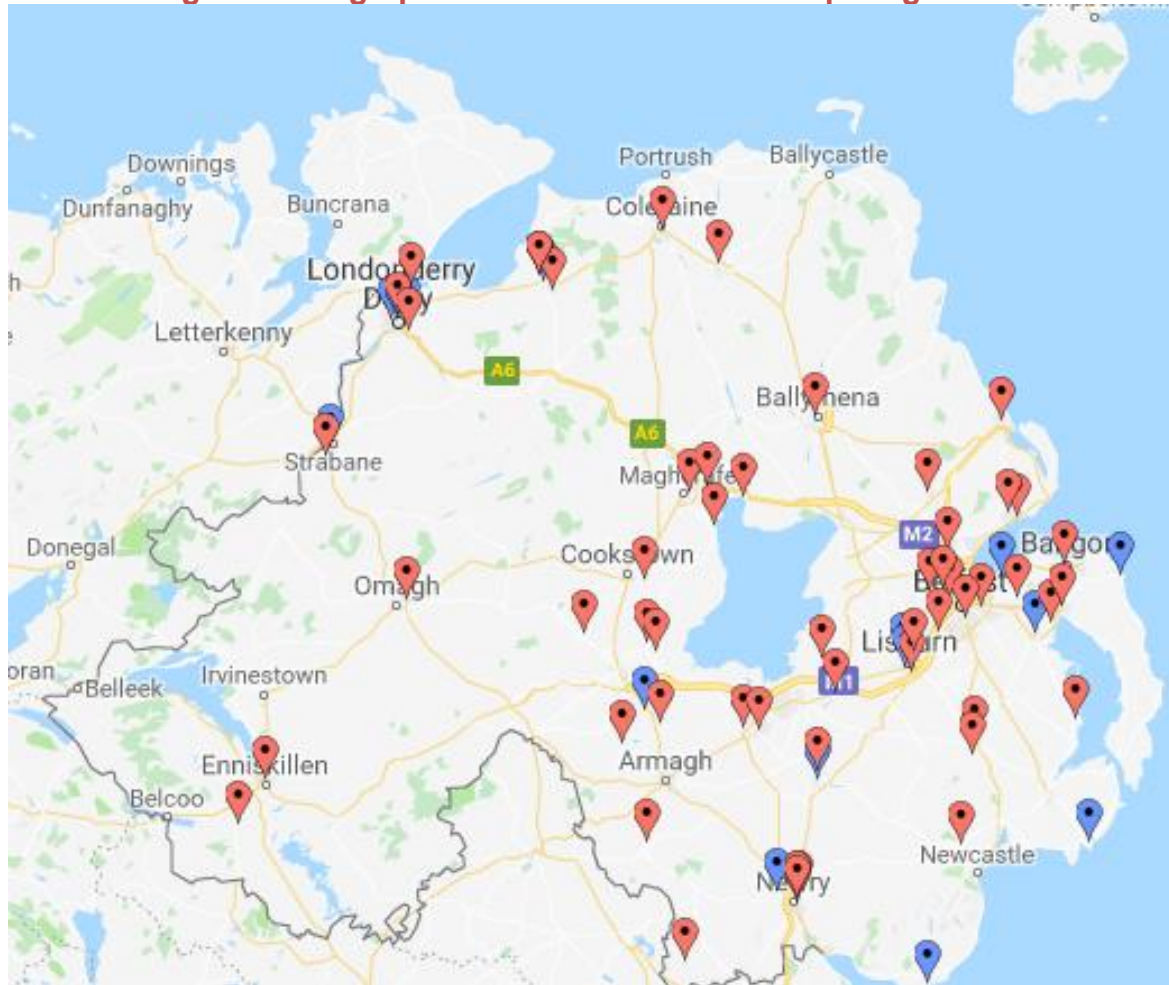 Downings
Portrush
Ballycastle
Dunfanaghy
Buncrana
Coleraine
Londonderry
Derry
Letterkenny
A6
Ballymena
A6
Strabane
Magherafelt
M2
Donegal
Cookstown
Bangor
Omagh
Belfast
Lisburn
oran
Belleek
Irvinestown
M1
Armagh
Enniskillen
Belcoo
Newcastle
Newry